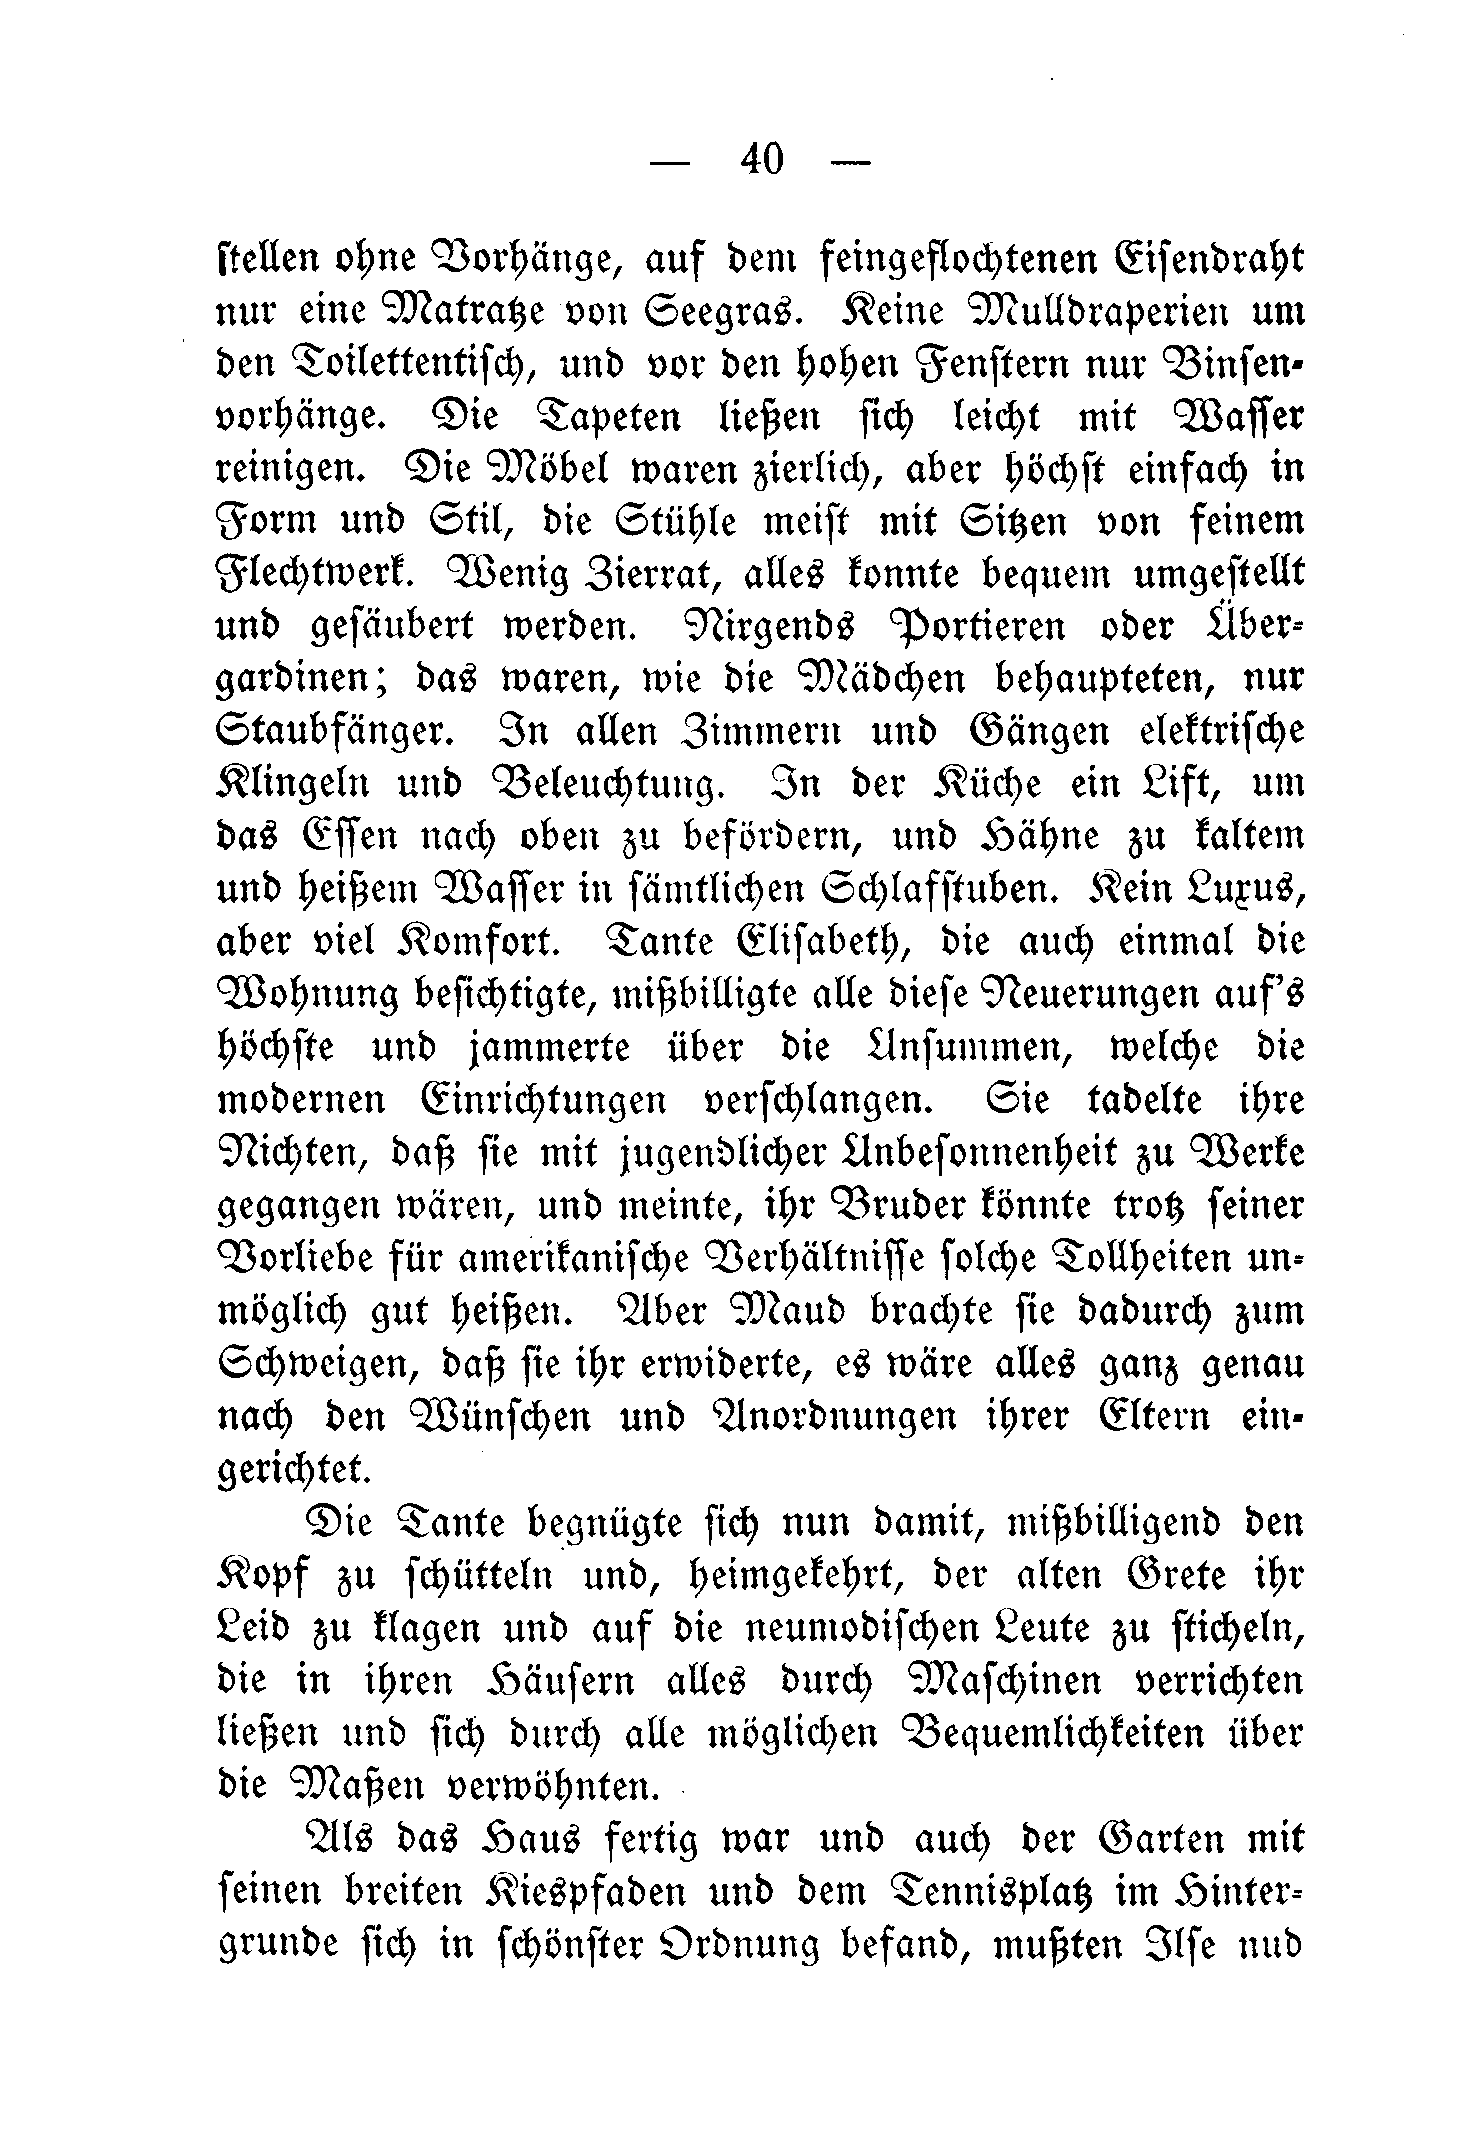 — 40 —
stellen ohne Vorhänge, auf dem feingeflochtenen Eisendraht
nur eine Matratze von Seegras. Keine Mulldraperien um
den Toilettentisch, und vor den hohen Fenstern nur Binsen-
vorhänge. Die Tapeten ließen sich leicht mit Wasser
reinigen. Die Möbel waren zierlich, aber höchst einfach in
Form und Stil, die Stühle meist mit Sitzen von feinem
Flechtwerk. Wenig Zierrat, alles konnte bequem umgestellt
und gesäubert werden. Nirgends Portieren oder Über-
gardinen; das waren, wie die Mädchen behaupteten, nur
Staubfänger. In allen Zimmern und Gängen elektrische
Klingeln und Beleuchtung. In der Küche ein Lift, um
das Essen nach oben zu befördern, und Hähne zu kaltem
und heißem Wasser in sämtlichen Schlafstuben. Kein Luxus,
aber viel Komfort. Tante Elisabeth, die auch einmal die
Wohnung besichtigte, mißbilligte alle diese Neuerungen auf's
höchste und jammerte über die Unsummen, welche die
modernen Einrichtungen verschlangen. Sie tadelte ihre
Nichten, daß sie mit jugendlicher Unbesonnenheit zu Werke
gegangen wären, und meinte, ihr Bruder könnte trotz seiner
Vorliebe für amerikanische Verhältnisse solche Tollheiten un-
möglich gut heißen. Aber Maud brachte sie dadurch zum
Schweigen, daß sie ihr erwiderte, es wäre alles ganz genau
nach den Wünschen und Anordnungen ihrer Eltern ein-
gerichtet.
Die Tante begnügte sich nun damit, mißbilligend den
Kopf zu schütteln und, heimgekehrt, der alten Grete ihr
Leid zu klagen und auf die neumodischen Leute zu sticheln,
die in ihren Häusern alles durch Maschinen verrichten
ließen und sich durch alle möglichen Bequemlichkeiten über
die Maßen verwöhnten.
Als das Haus fertig war und auch der Garten mit
seinen breiten Kiespfaden und dem Tennisplatz im Hinter-
grunde sich in schönster Ordnung befand, mußten Ilse nud